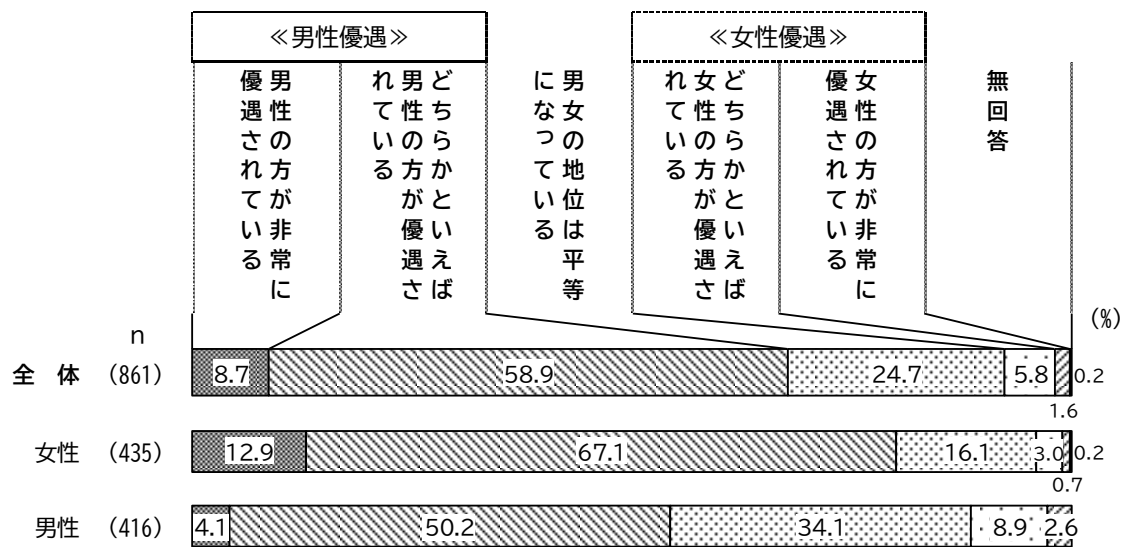 ≪男性優遇≫
≪女性優遇≫
男性の方が非常に
優遇されている
どちらかといえば
男性の方が優遇さ
れている
男女の地位は平等
になっている
どちらかといえば
女性の方が優遇さ
れている
女性の方が非常に
優遇されている
無回答
(%)
n
全 体 (861) 8.7 58.9 24.7 5.8 0.2
1.6
女性 (435) 12.9 67.1 16.1 3.0 0.2
0.7
男性 (416) 4.1 50.2 34.1 8.9 2.6